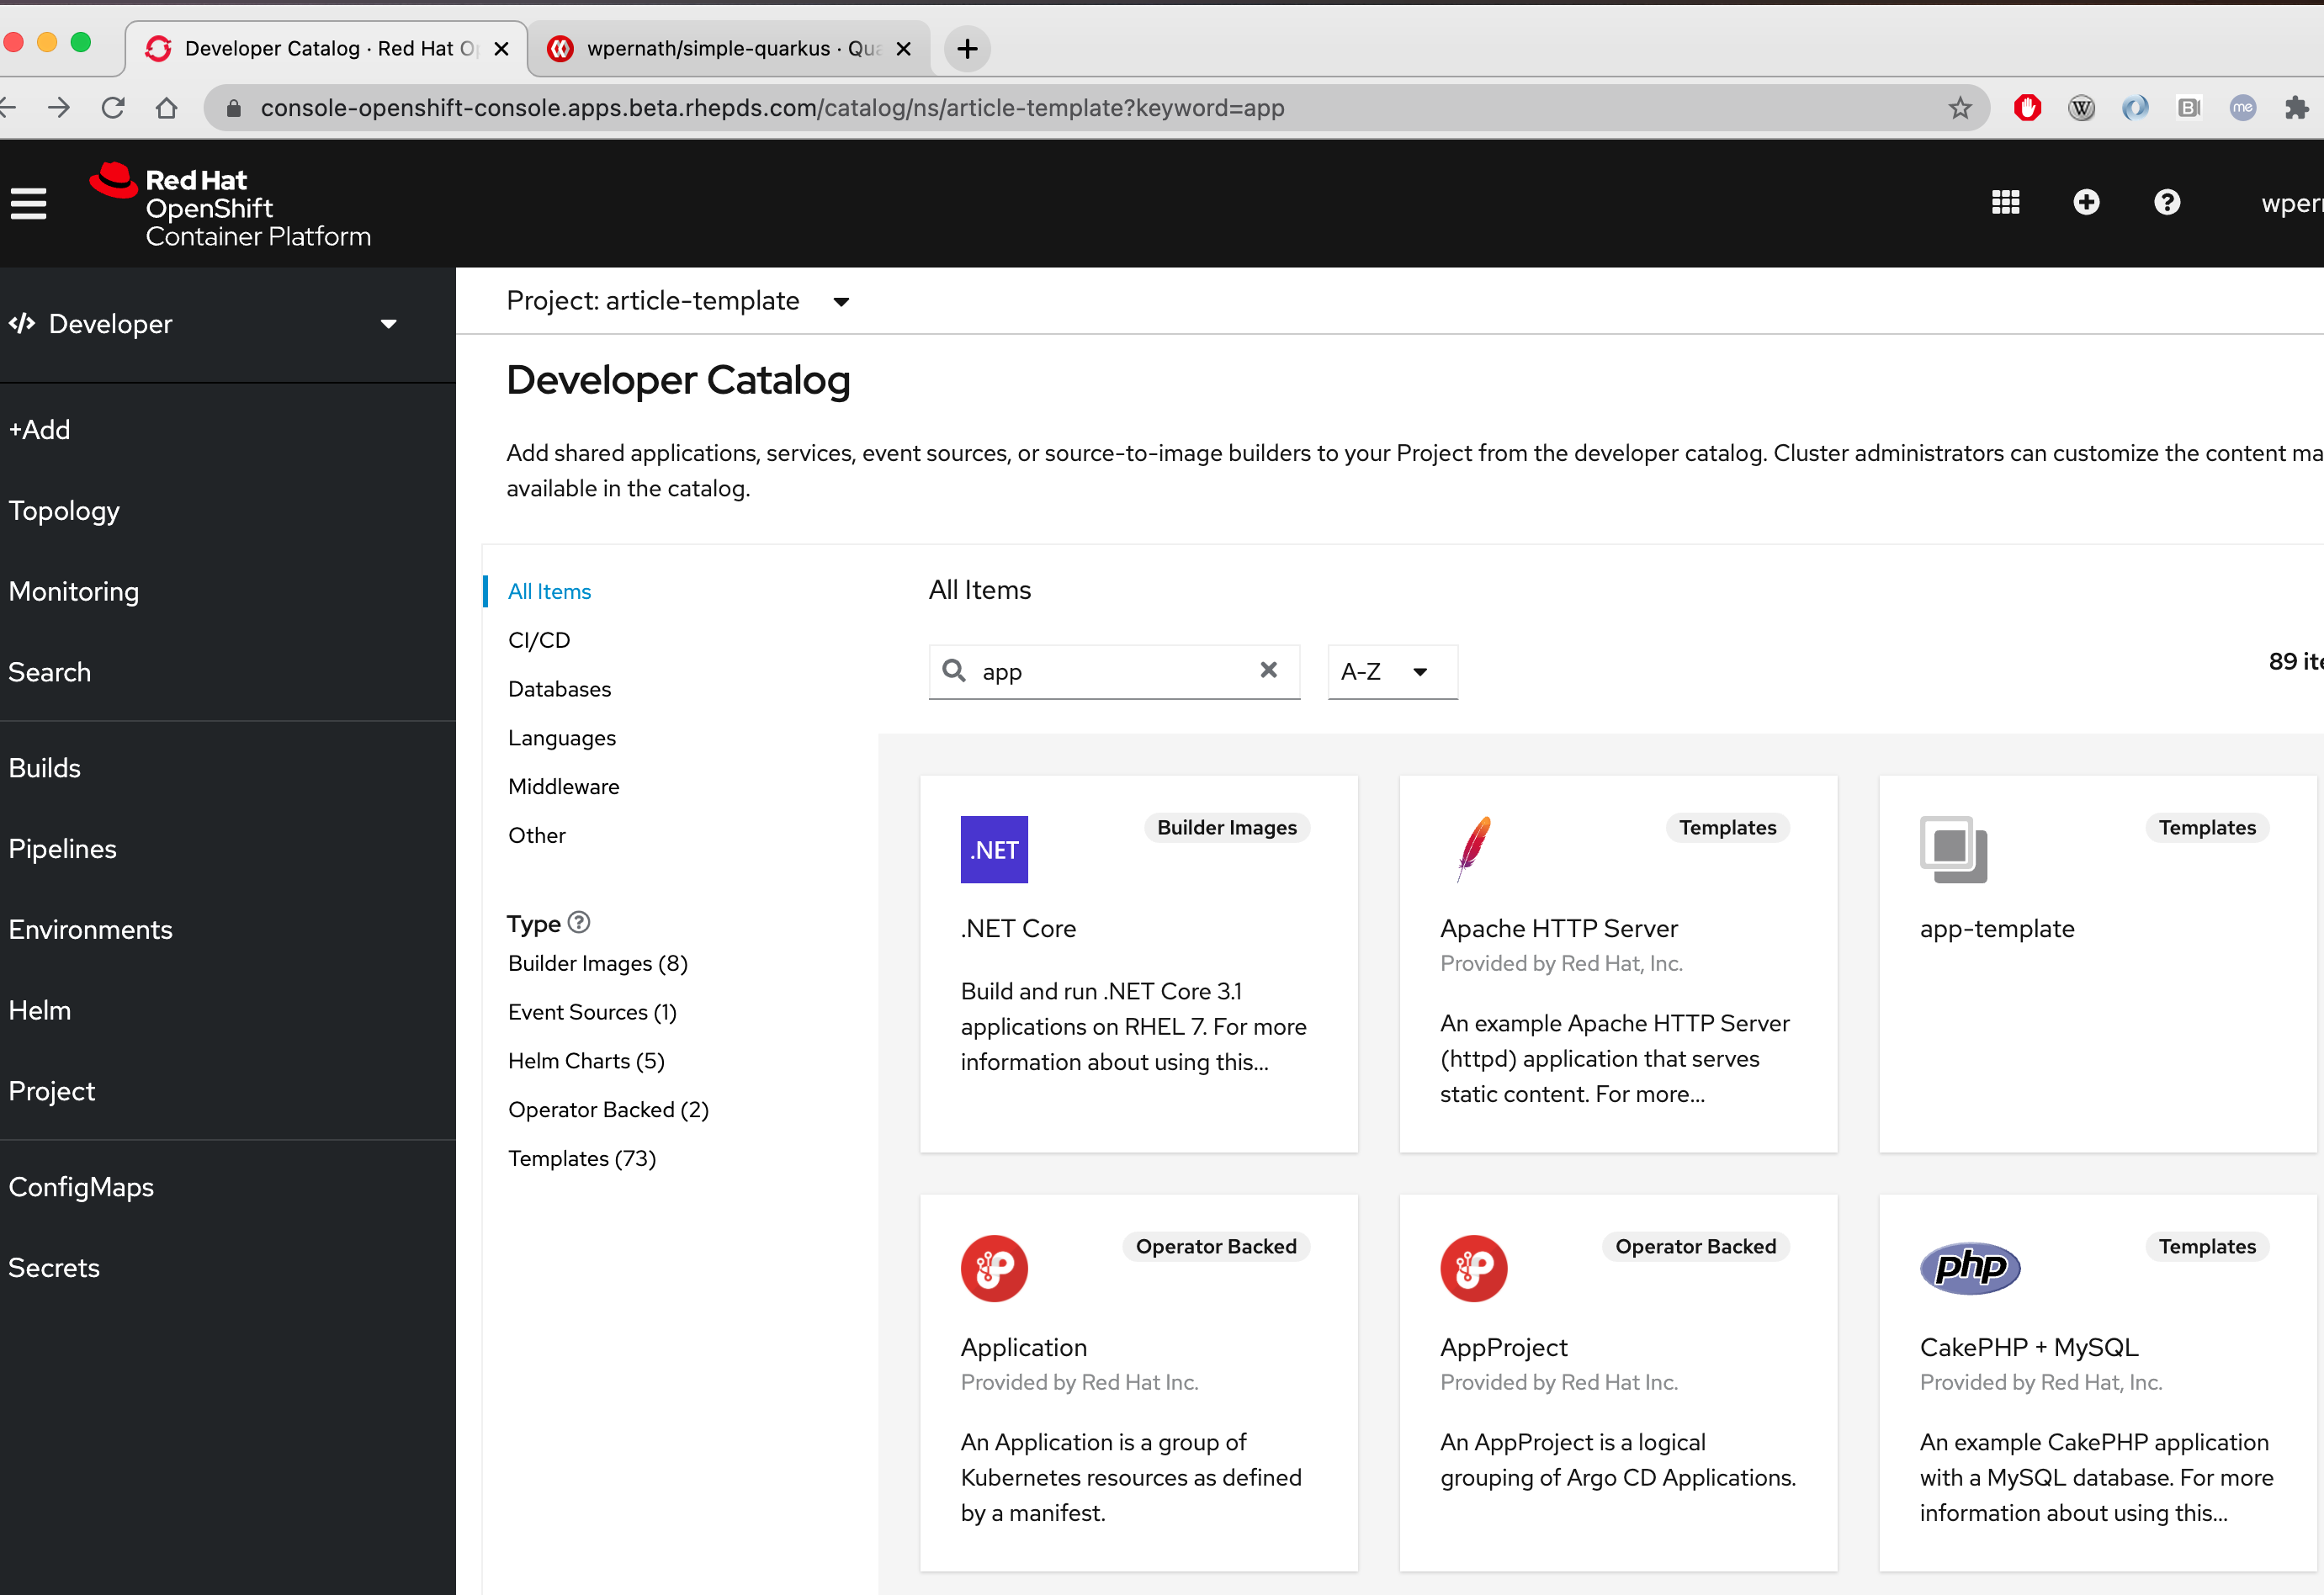 Developer Catalog · Red Hat O
wpernath/simple-quarkus · Qua
console-openshift-console.apps.beta.rhepds.com/catalog/ns/article-template?keyword=app
W
B
me
Red Hat
OpenShift
Container Platform
wper
Developer
+Add
Topology
Monitoring
Search
Builds
Pipelines
Environments
Helm
Project
ConfigMaps
Secrets
Project: article-template
Developer Catalog
Add shared applications, services, event sources, or source-to-image builders to your Project from the developer catalog. Cluster administrators can customize the content ma
available in the catalog.
All Items
CI/CD
Databases
Languages
Middleware
Other
Type
Builder Images (8)
Event Sources (1)
Helm Charts (5)
Operator Backed (2)
Templates (73)
All Items
app
A-Z
89 ite
.NET
Builder Images
.NET Core
Build and run .NET Core 3.1
applications on RHEL 7. For more
information about using this...
Templates
Apache HTTP Server
Provided by Red Hat, Inc.
An example Apache HTTP Server
(httpd) application that serves
static content. For more...
Templates
app-template
Operator Backed
Application
Provided by Red Hat Inc.
An Application is a group of
Kubernetes resources as defined
by a manifest.
Operator Backed
AppProject
Provided by Red Hat Inc.
An AppProject is a logical
grouping of Argo CD Applications.
php
Templates
CakePHP + MySQL
Provided by Red Hat, Inc.
An example CakePHP application
with a MySQL database. For more
information about using this...